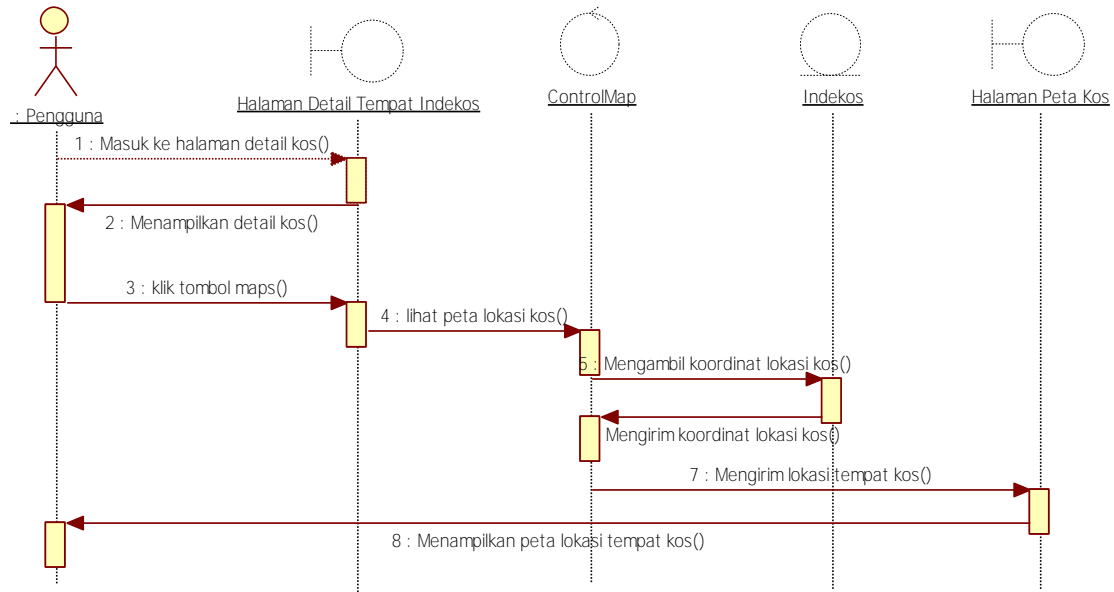 : Pengguna
Halaman Detail Tempat Indekos
ControlMap
Indekos
Halaman Peta Kos
1 : Masuk ke halaman detail kos()
2 : Menampilkan detail kos()
3 : klik tombol maps()
4 : lihat peta lokasi kos()
5 : Mengambil koordinat lokasi kos()
Mengirim koordinat lokasi kos()
7 : Mengirim lokasi tempat kos()
8 : Menampilkan peta lokasi tempat kos()